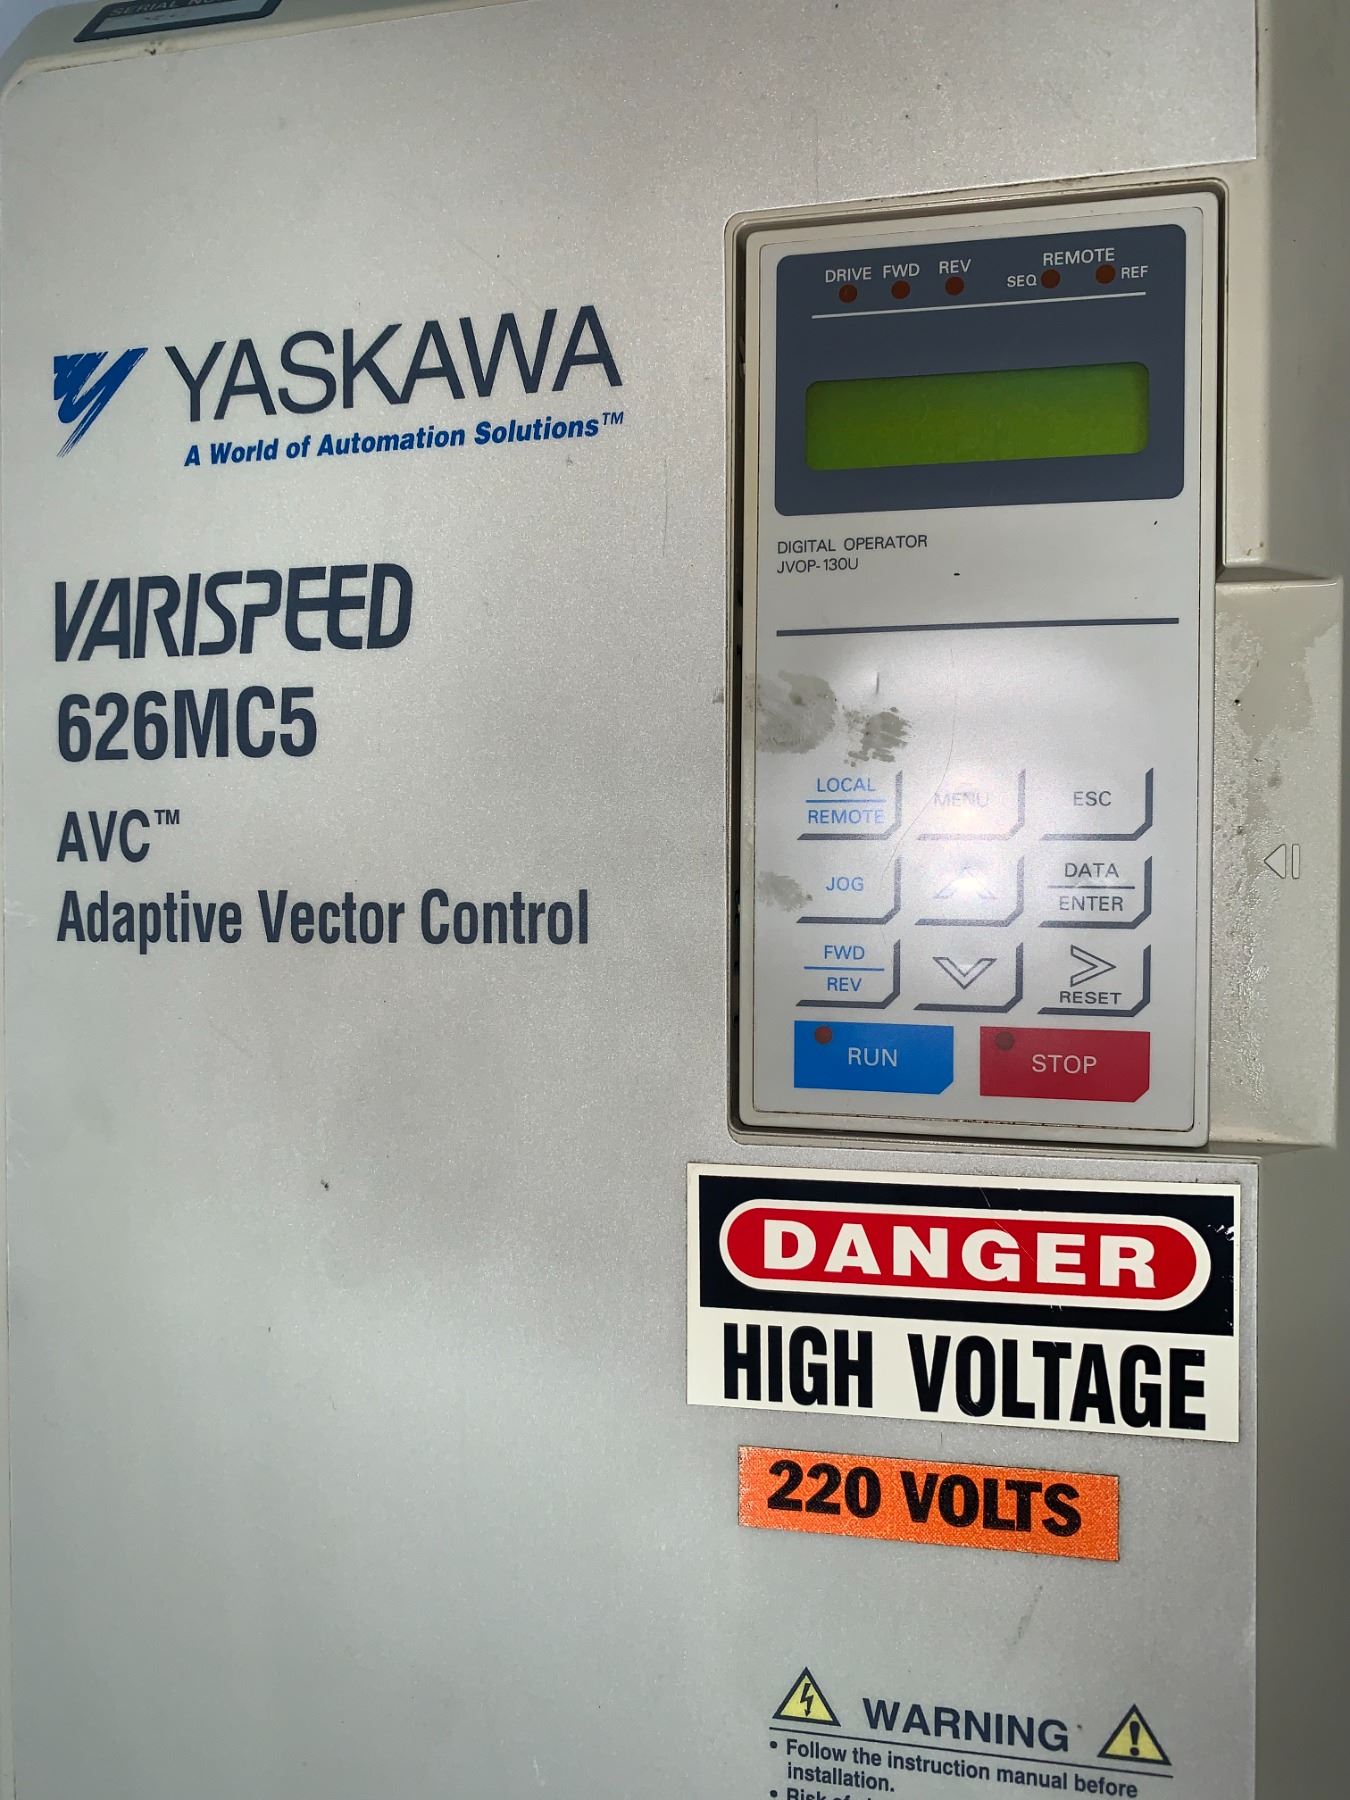 SERIAL
YASKAWA
A World of Automation Solutions™
VARISPEED
626MC5
AVC™
Adaptive Vector Control
DRIVE FWD REV REMOTE
SEQ REF
DIGITAL OPERATOR
JVOP-130U
LOCAL
REMOTE
MENU
ESC
JOG
DATA
ENTER
FWD
REV
RESET
RUN
STOP
DANGER
HIGH VOLTAGE
220 VOLTS
WARNING
• Follow the instruction manual before
installation.